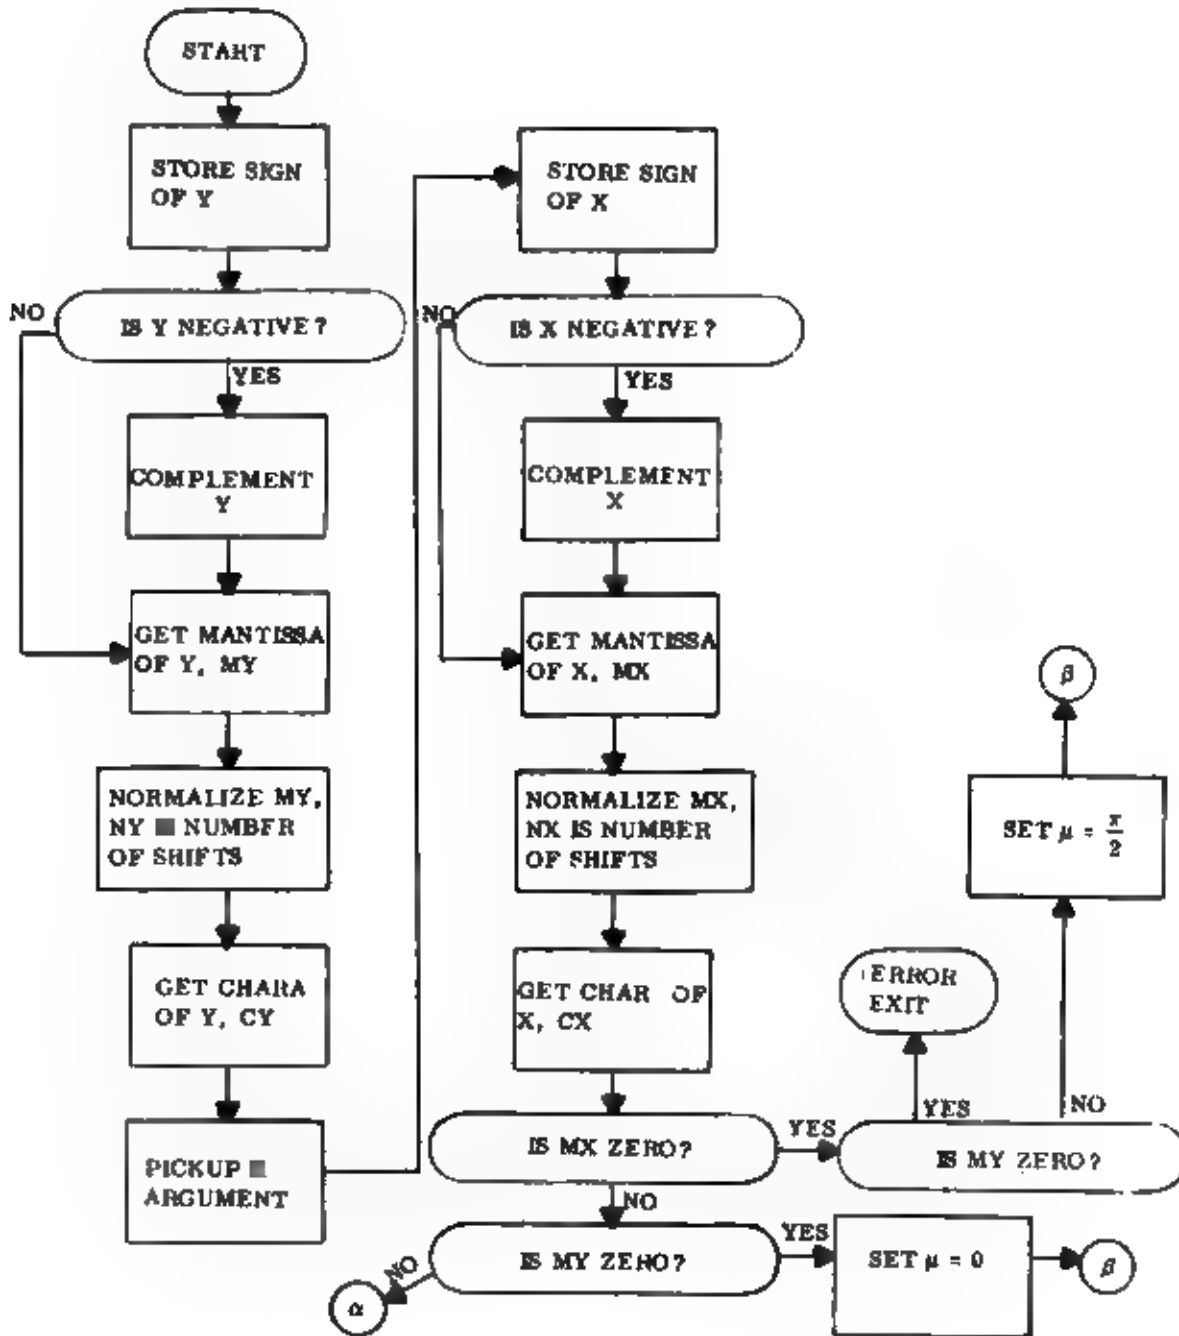 START
STORE SIGN
OF Y
NO
IS Y NEGATIVE?
YES
COMPLEMENT
Y
GET MANTISSA
OF Y, MY
NORMALIZE MY,
NY NUMBER
OF SHIFTS
GET CHARA
OF Y, CY
PICKUP
ARGUMENT
STORE SIGN
OF X
NO
IS X NEGATIVE?
YES
COMPLEMENT
X
GET MANTISSA
OF X, MX
NORMALIZE MX,
NX IS NUMBER
OF SHIFTS
GET CHAR OF
X, CX
IS MX ZERO?
YES
NO
IS MY ZERO?
YES
NO
α
SET μ = 0
β
IS MY ZERO?
YES
NO
ERROR
EXIT
SET μ = π/2
β